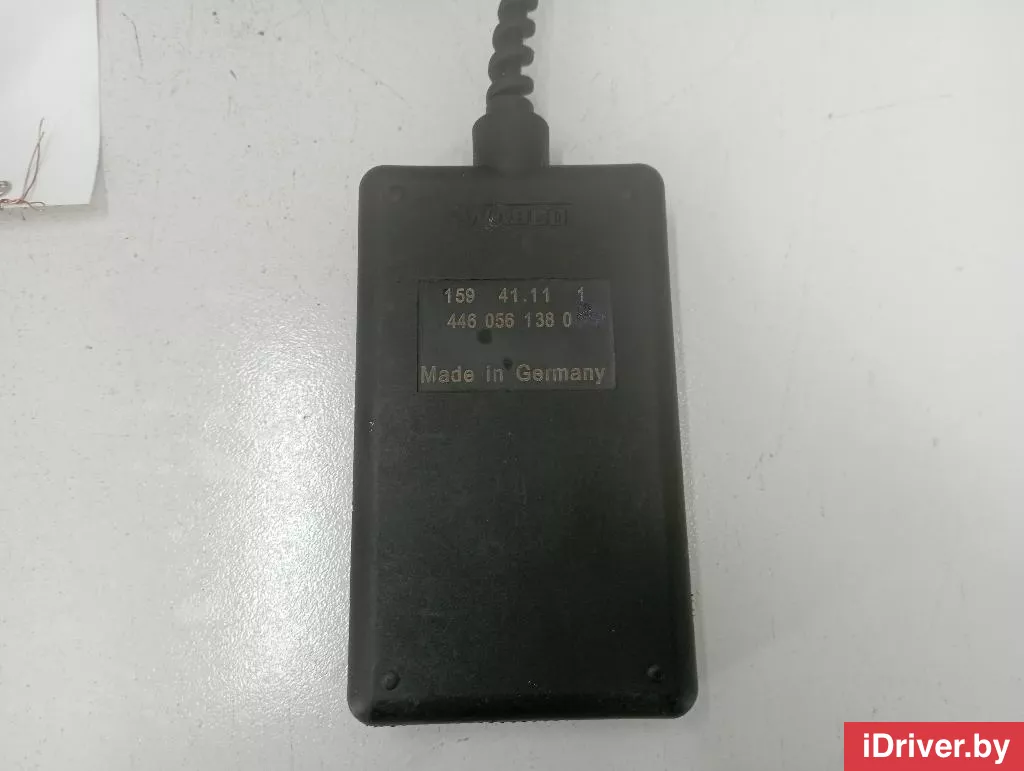 WABCO
159 41.11 1
446 056 138 0
Made in Germany
iDriver.by